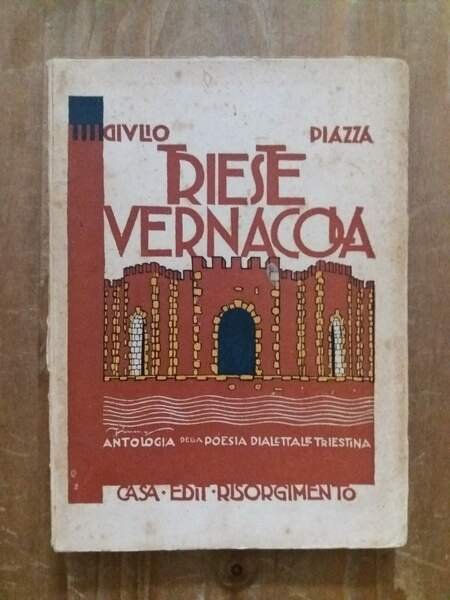 GIVLIO PIAZZA
TRIESTE
VERNACOLA
ANTOLOGIA DELLA POESIA DIALETTALE TRIESTINA
CASA · EDIT · RISORGIMENTO